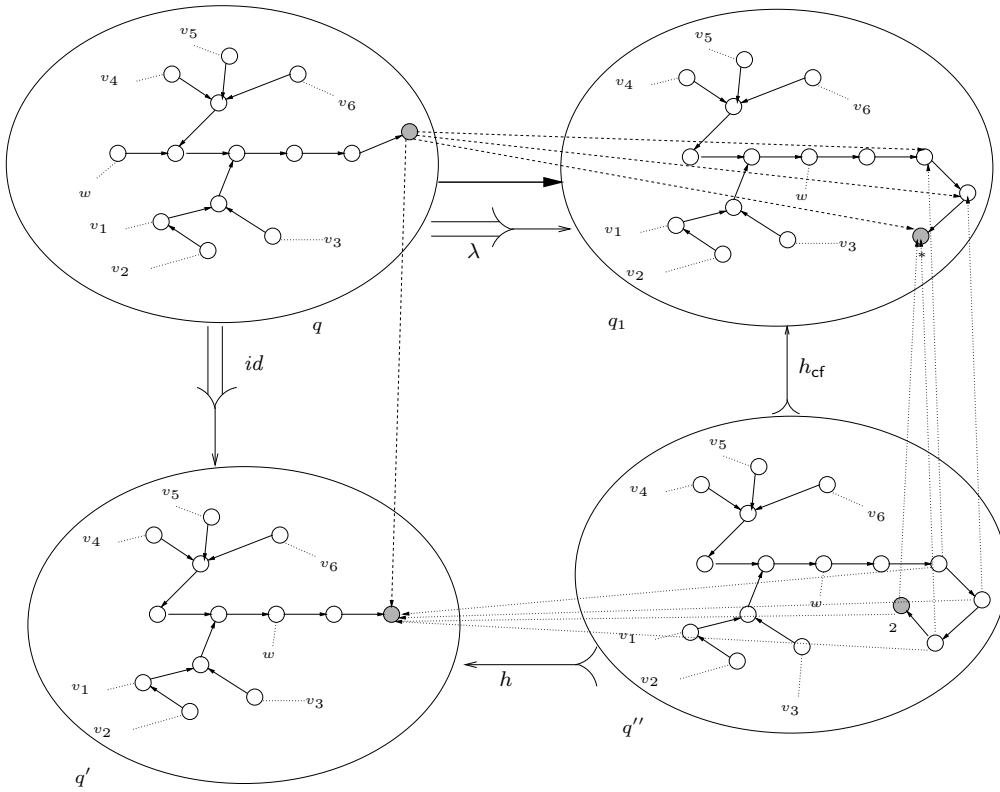 v₅
v₄
v₆
w
v₁
v₃
v₂
q
v₅
v₄
v₆
w
v₁
v₃
v₂
*
q₁
λ
id
h_cf
v₅
v₄
v₆
w
v₁
v₃
v₂
q′
v₅
v₄
v₆
w
2
v₁
v₂
v₃
q′′
h